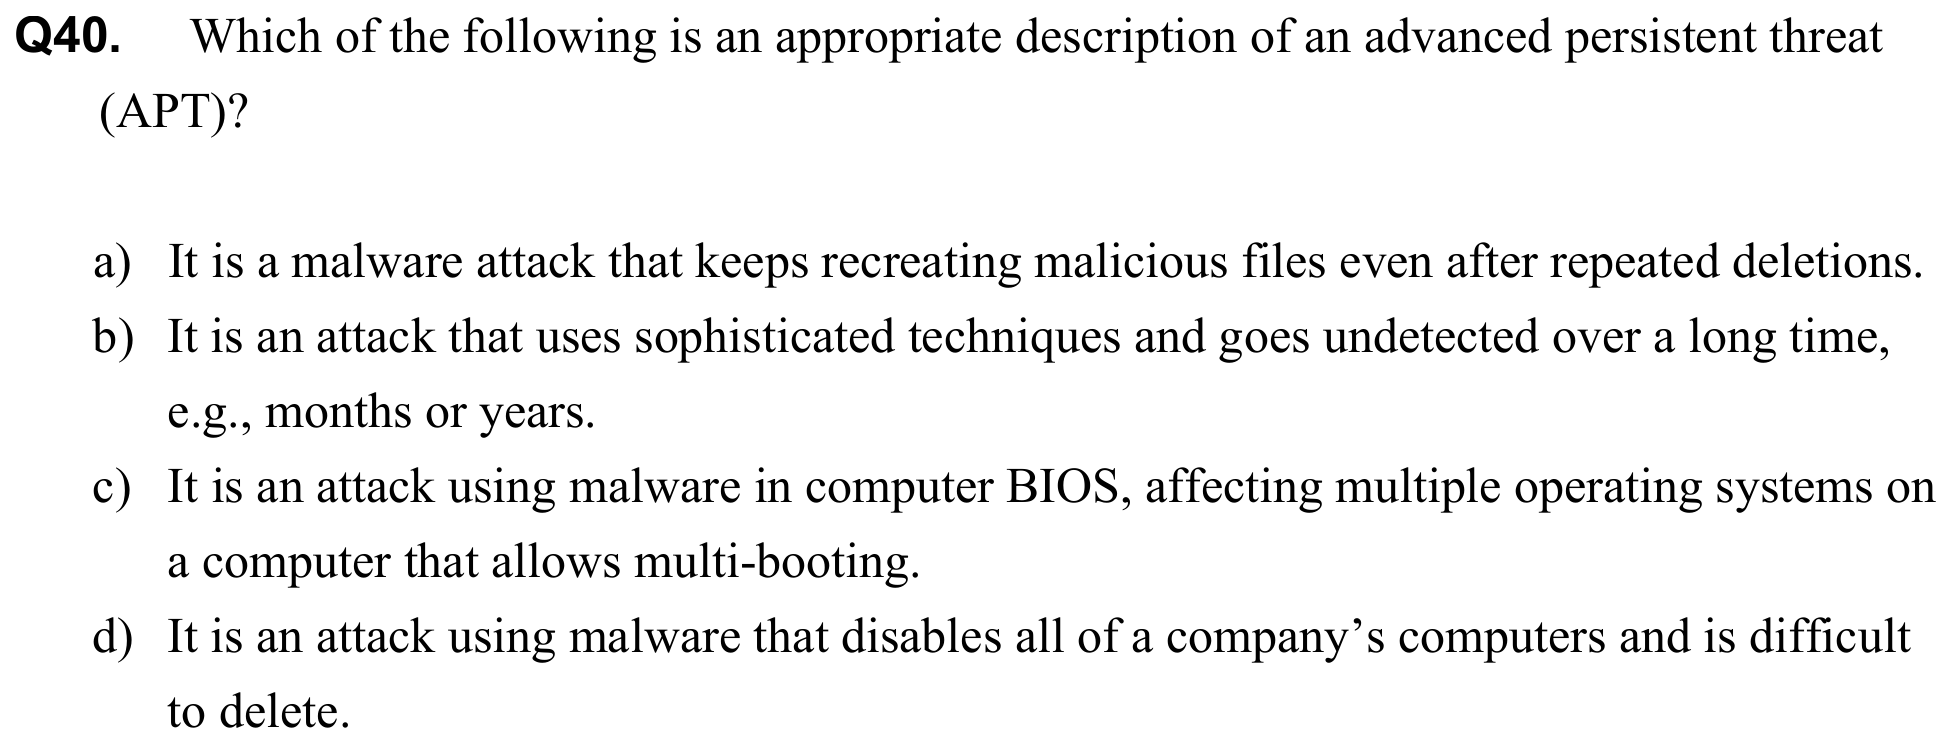 Q40. Which of the following is an appropriate description of an advanced persistent threat
(APT)?
a) It is a malware attack that keeps recreating malicious files even after repeated deletions.
b) It is an attack that uses sophisticated techniques and goes undetected over a long time,
e.g., months or years.
c) It is an attack using malware in computer BIOS, affecting multiple operating systems on
a computer that allows multi-booting.
d) It is an attack using malware that disables all of a company’s computers and is difficult
to delete.